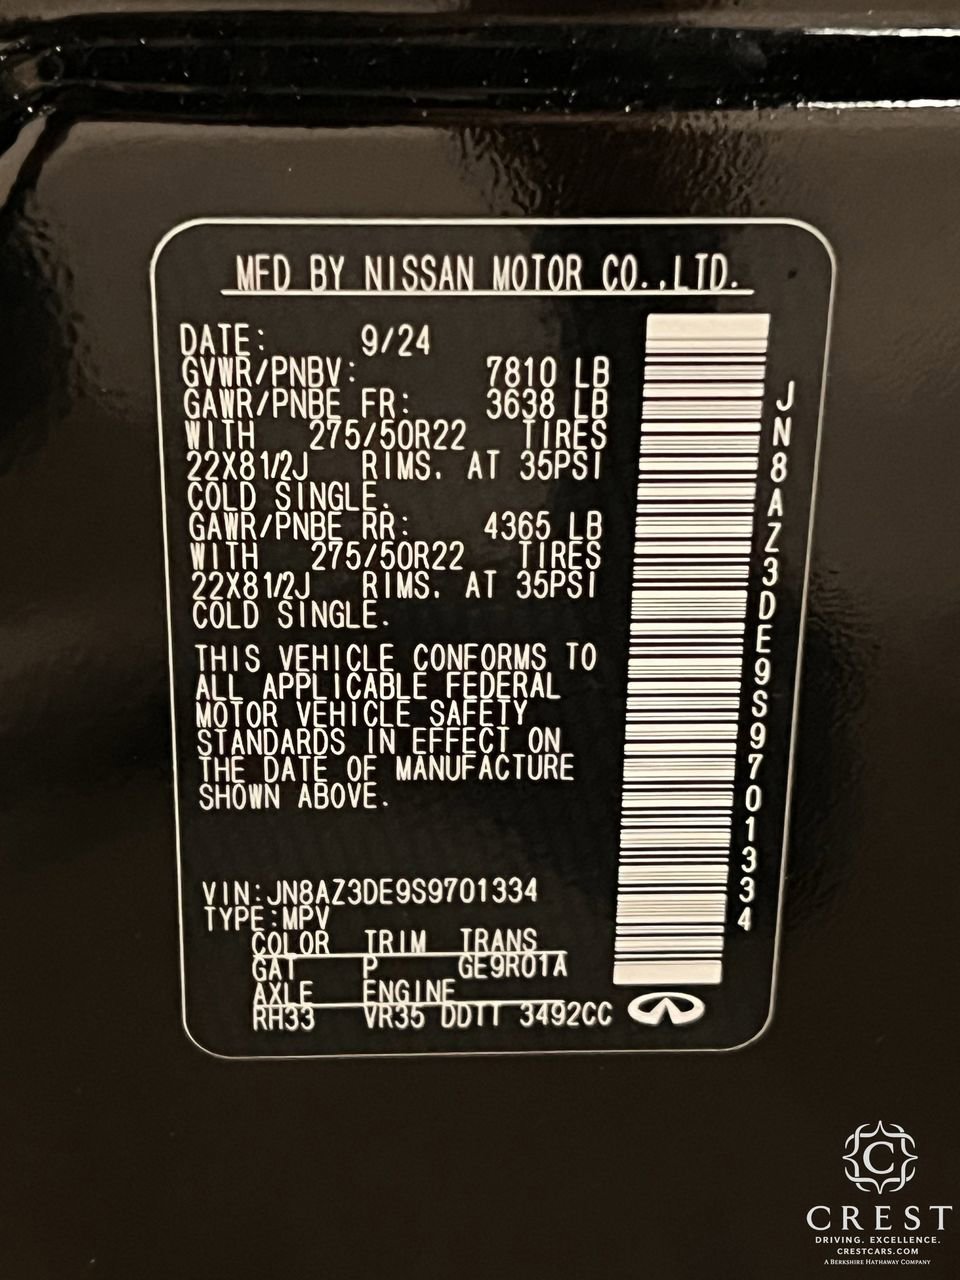 MFD BY NISSAN MOTOR CO.,LTD.
DATE: 9/24
GVWR/PNBV: 7810 LB
GAWR/PNBE FR: 3638 LB
WITH 275/50R22 TIRES
22X81/2J RIMS. AT 35PSI
COLD SINGLE.
GAWR/PNBE RR: 4365 LB
WITH 275/50R22 TIRES
22X81/2J RIMS. AT 35PSI
COLD SINGLE.
THIS VEHICLE CONFORMS TO
ALL APPLICABLE FEDERAL
MOTOR VEHICLE SAFETY
STANDARDS IN EFFECT ON
THE DATE OF MANUFACTURE
SHOWN ABOVE.
VIN:JN8AZ3DE9S9701334
TYPE:MPV
COLOR TRIM TRANS
GAT P GE9R01A
AXLE ENGINE
RH33 VR35 DDTT 3492CC
JN8AZ3DE9S9701334
C
CREST
DRIVING. EXCELLENCE.
CRESTCARS.COM
A BERKSHIRE HATHAWAY COMPANY